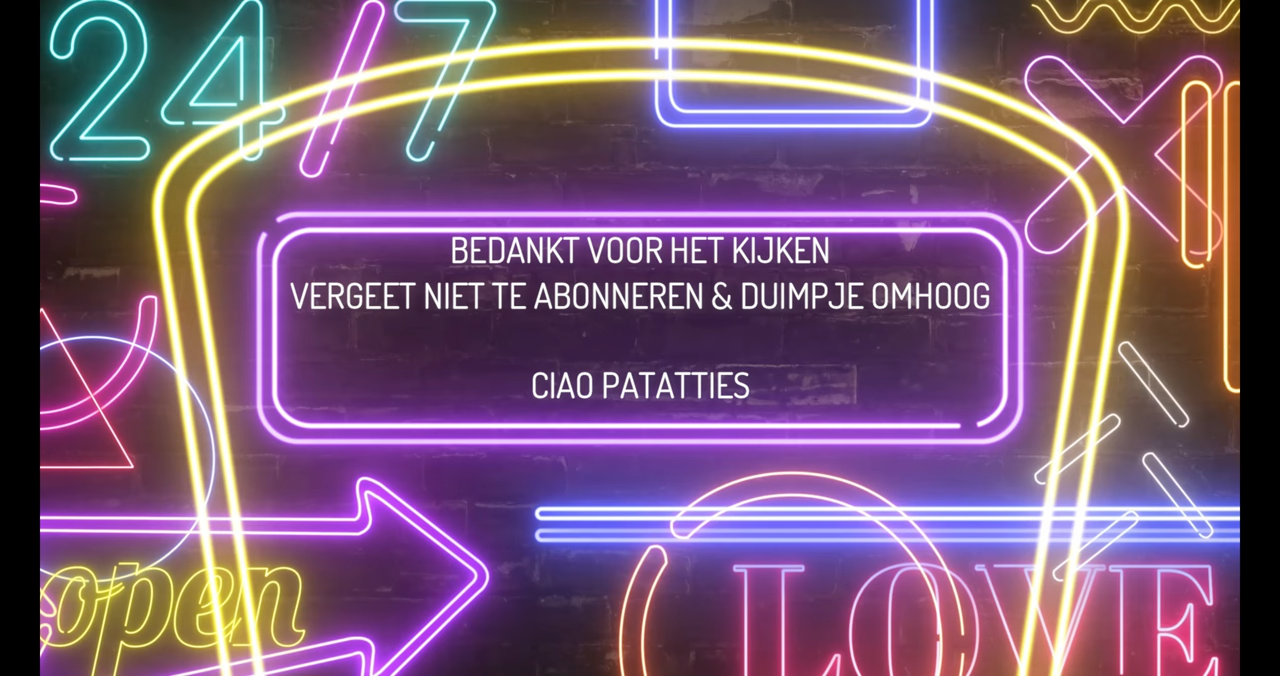 24/7
BEDANKT VOOR HET KIJKEN
VERGEET NIET TE ABONNEREN & DUIMPJE OMHOOG
CIAO PATATTIES
open
LOVE